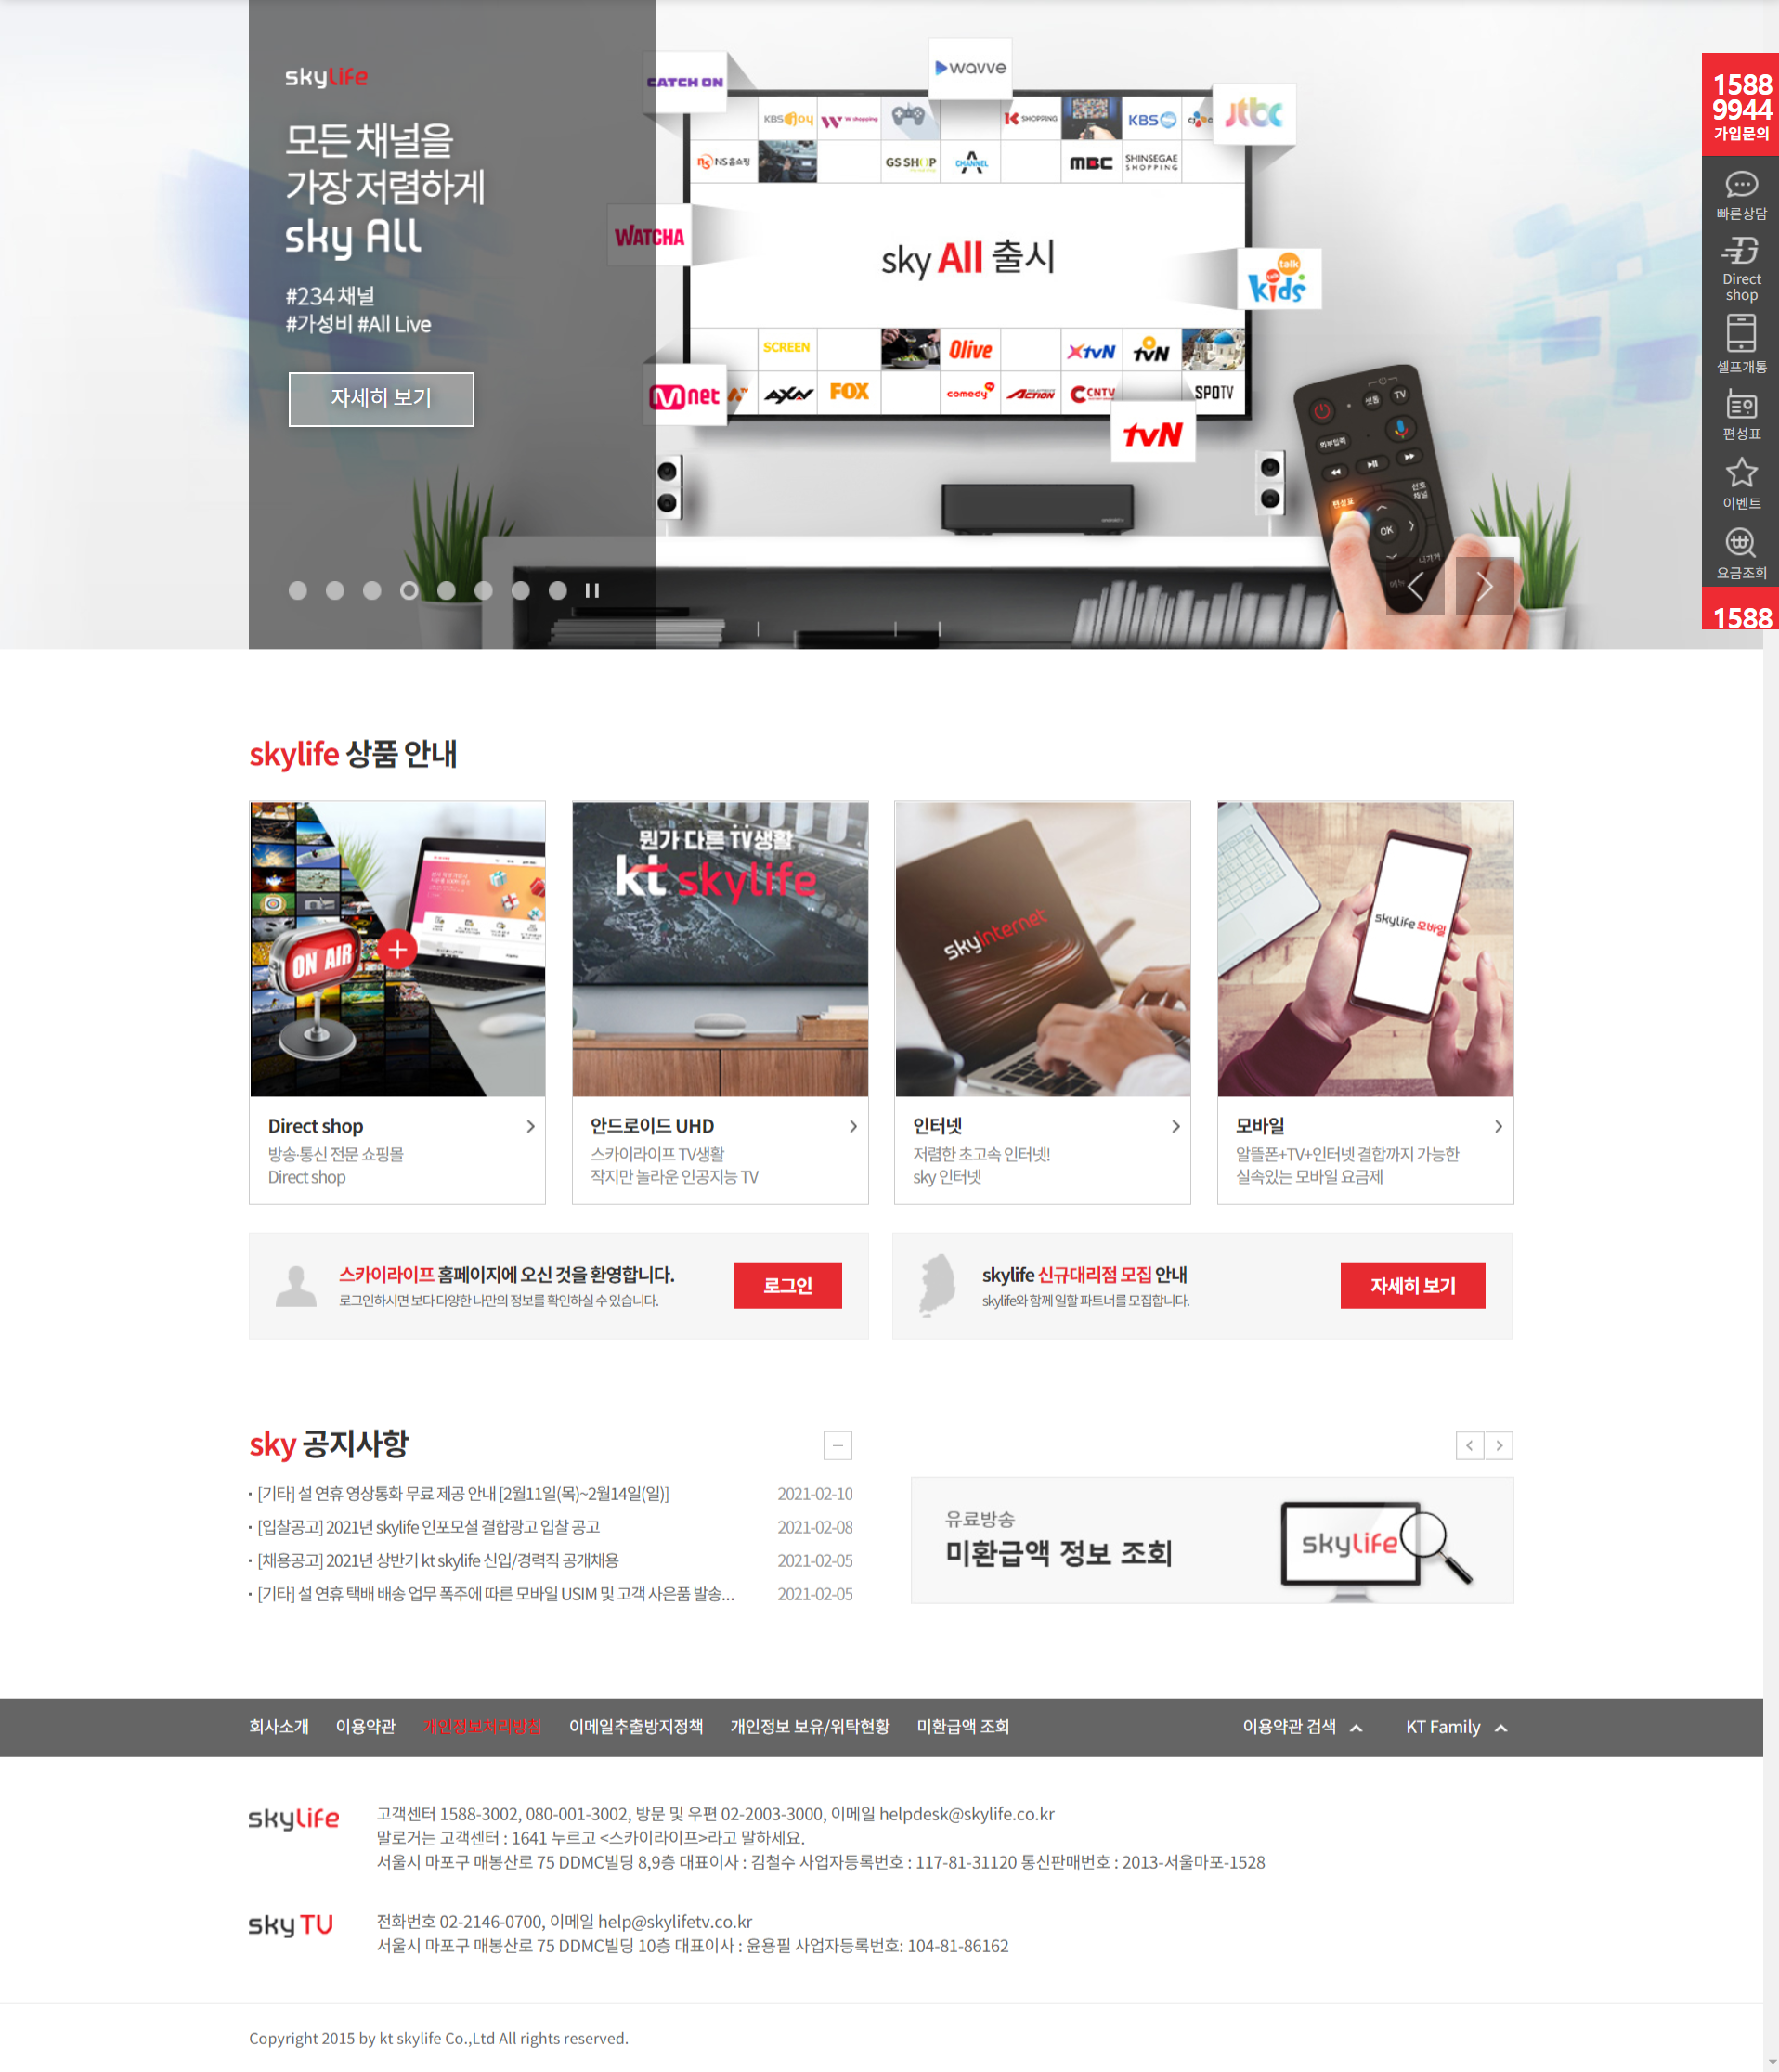 skylife
모든 채널을
가장 저렴하게
sky All
#234 채널
#가성비 #All Live
자세히 보기
CATCH ON
wavve
jtbc
KBS joy
W shopping
K SHOPPING
KBS
NS 홈쇼핑
GS SHOP
CHANNEL A
MBC
SHINSEGAE
SHOPPING
WATCHA
sky All 출시
talk
talk
kids
SCREEN
Olive
XtvN
tvN
Mnet
AXN
FOX
comedy
ACTION
CNTV
SPOTV
tvN
androidtv
셋톱
TV
외부입력
편성표
선호
채널
OK
나가기
메뉴
1588
9944
가입문의
빠른상담
Direct
shop
셀프개통
편성표
이벤트
요금조회
1588
skylife 상품 안내
ON AIR
뭔가 다른 TV생활
kt skylife
skyinternet
skylife 모바일
Direct shop
방송·통신 전문 쇼핑몰
Direct shop
안드로이드 UHD
스카이라이프 TV생활
작지만 놀라운 인공지능 TV
인터넷
저렴한 초고속 인터넷!
sky 인터넷
모바일
알뜰폰+TV+인터넷 결합까지 가능한
실속있는 모바일 요금제
스카이라이프 홈페이지에 오신 것을 환영합니다.
로그인하시면 보다 다양한 나만의 정보를 확인하실 수 있습니다.
로그인
skylife 신규대리점 모집 안내
skylife와 함께 일할 파트너를 모집합니다.
자세히 보기
sky 공지사항
[기타] 설 연휴 영상통화 무료 제공 안내 [2월11일(목)~2월14일(일)] 2021-02-10
[입찰공고] 2021년 skylife 인포모셜 결합광고 입찰 공고 2021-02-08
[채용공고] 2021년 상반기 kt skylife 신입/경력직 공개채용 2021-02-05
[기타] 설 연휴 택배 배송 업무 폭주에 따른 모바일 USIM 및 고객 사은품 발송... 2021-02-05
유료방송
미환급액 정보 조회
skylife
회사소개 이용약관 개인정보처리방침 이메일추출방지정책 개인정보 보유/위탁현황 미환급액 조회 이용약관 검색 KT Family
skylife
고객센터 1588-3002, 080-001-3002, 방문 및 우편 02-2003-3000, 이메일 helpdesk@skylife.co.kr
말로거는 고객센터 : 1641 누르고 <스카이라이프>라고 말하세요.
서울시 마포구 매봉산로 75 DDMC빌딩 8,9층 대표이사 : 김철수 사업자등록번호 : 117-81-31120 통신판매번호 : 2013-서울마포-1528
sky TV
전화번호 02-2146-0700, 이메일 help@skylifetv.co.kr
서울시 마포구 매봉산로 75 DDMC빌딩 10층 대표이사 : 윤용필 사업자등록번호: 104-81-86162
Copyright 2015 by kt skylife Co.,Ltd All rights reserved.